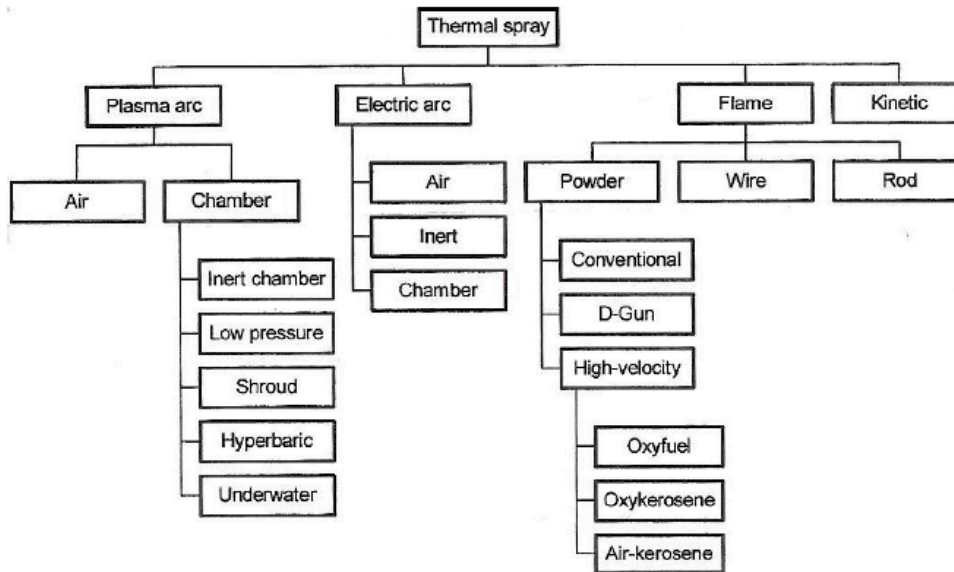 Thermal spray
Plasma arc
Electric arc
Flame
Kinetic
Air
Chamber
Air
Inert
Chamber
Powder
Wire
Rod
Inert chamber
Low pressure
Shroud
Hyperbaric
Underwater
Conventional
D-Gun
High-velocity
Oxyfuel
Oxykerosene
Air-kerosene